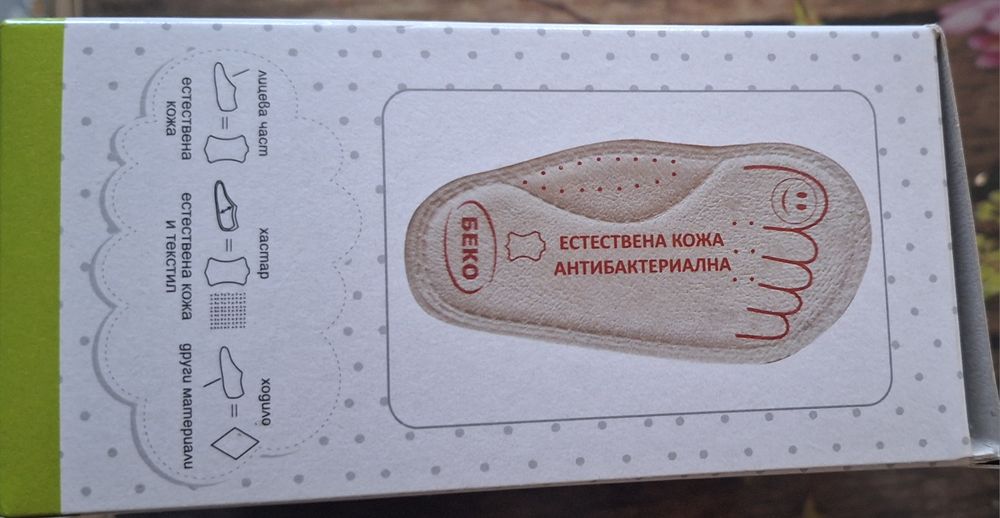 БЕКО
ЕСТЕСТВЕНА КОЖА
АНТИБАКТЕРИАЛНА
лицева част
=
естествена
кожа
хастар
=
естествена кожа
и текстил
ходило
=
други материали